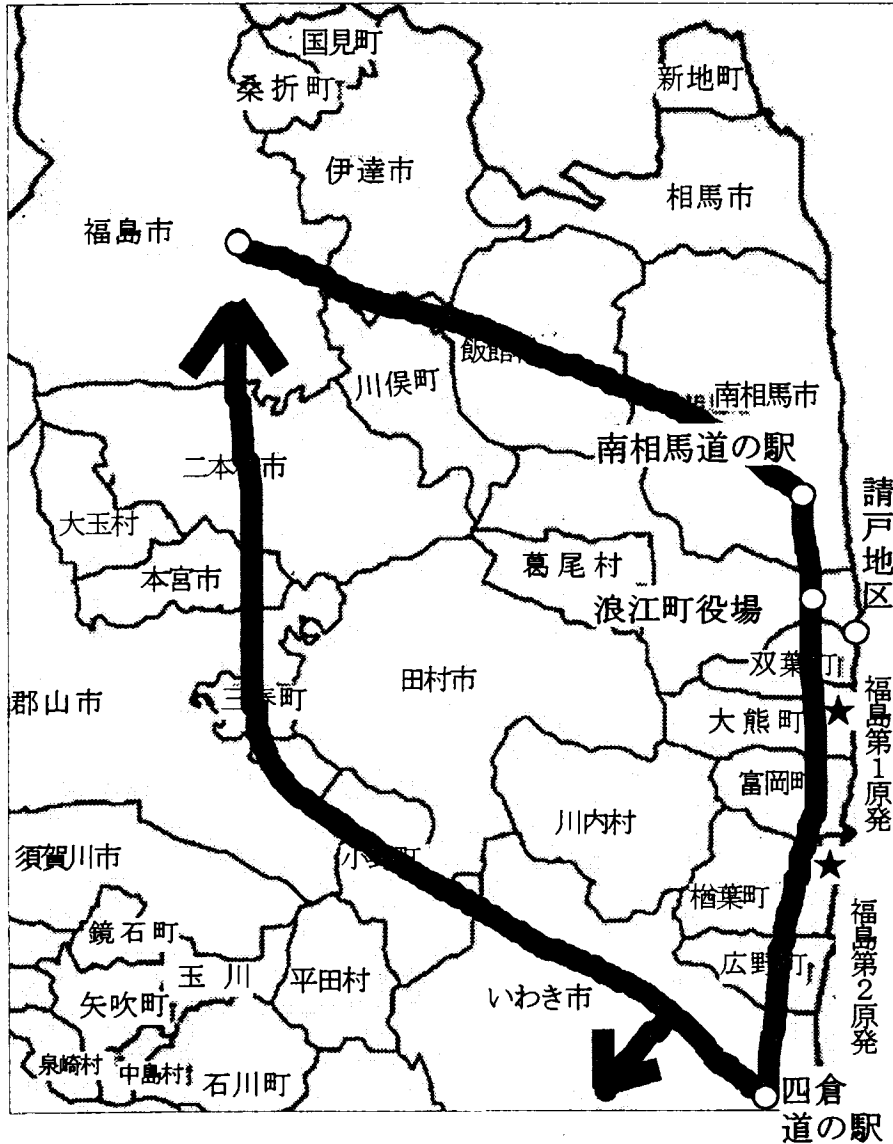 国見町
桑折町
新地町
伊達市
相馬市
福島市
川俣町
南相馬市
南相馬道の駅
二本松市
大玉村
本宮市
葛尾村
請戸地区
浪江町役場
双葉町
田村市
三春町
郡山市
大熊町
福島第1原発
富岡町
川内村
須賀川市
楢葉町
鏡石町
福島第2原発
広野町
玉川
平田村
いわき市
矢吹町
泉崎村
中島村
石川町
四倉
道の駅